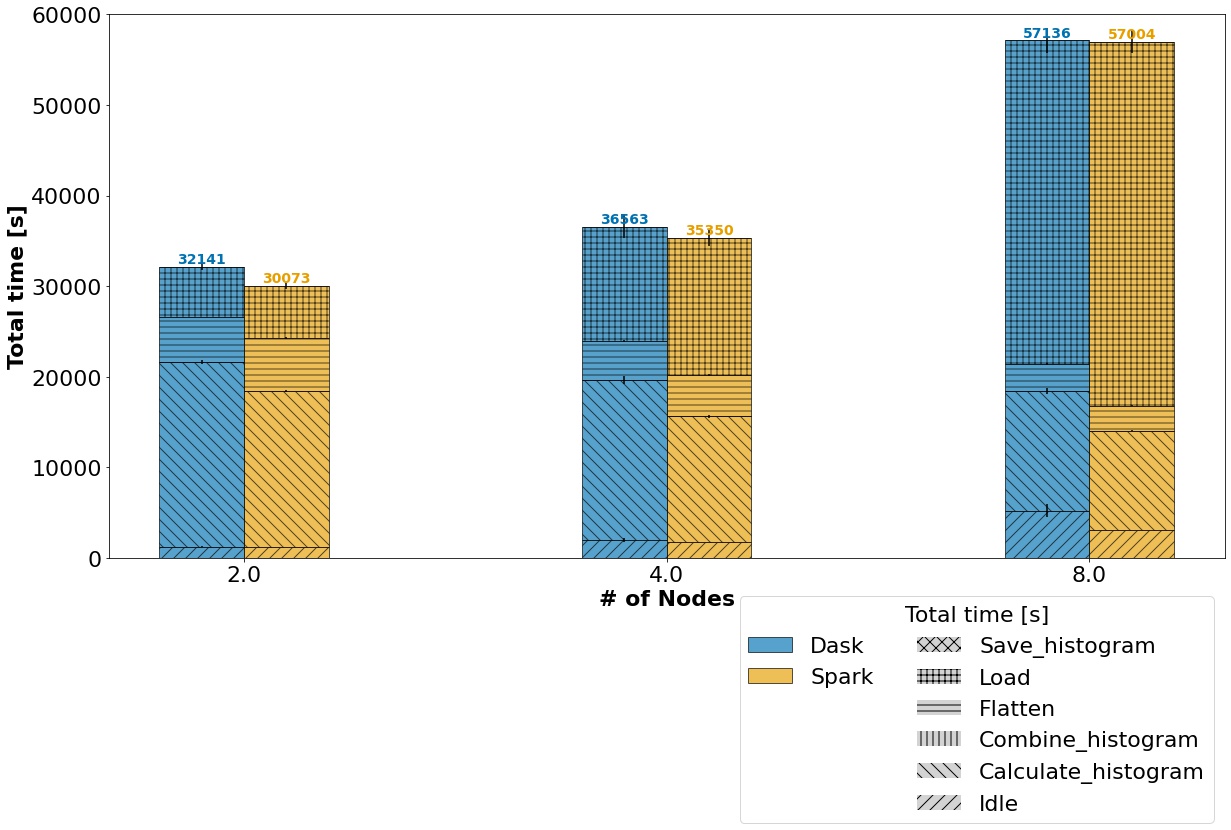 60000
50000
40000
30000
20000
10000
0
Total time [s]
32141
30073
36563
35350
57136
57004
2.0
4.0
8.0
# of Nodes
Total time [s]
Dask
Spark
Save_histogram
Load
Flatten
Combine_histogram
Calculate_histogram
Idle